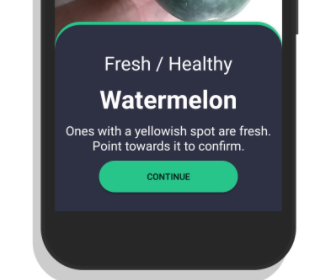 Fresh / Healthy
Watermelon
Ones with a yellowish spot are fresh.
Point towards it to confirm.
CONTINUE